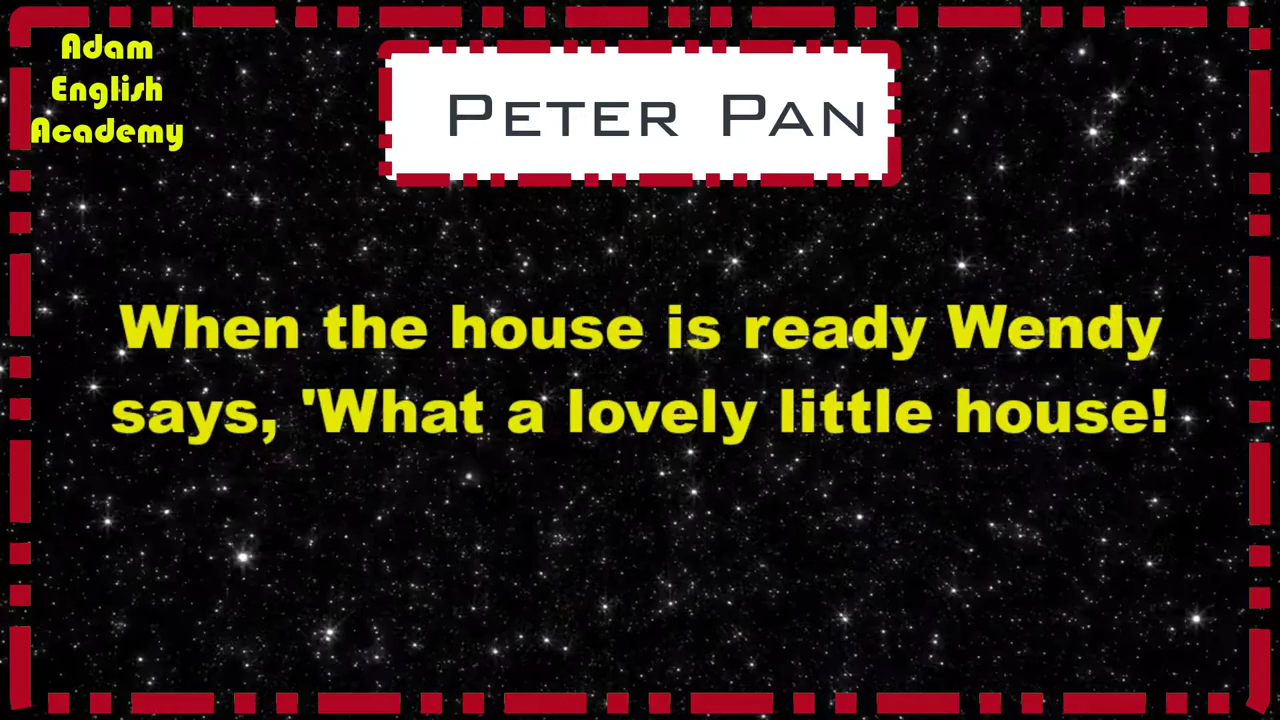 Adam
English
Academy
Peter Pan
When the house is ready Wendy
says, 'What a lovely little house!